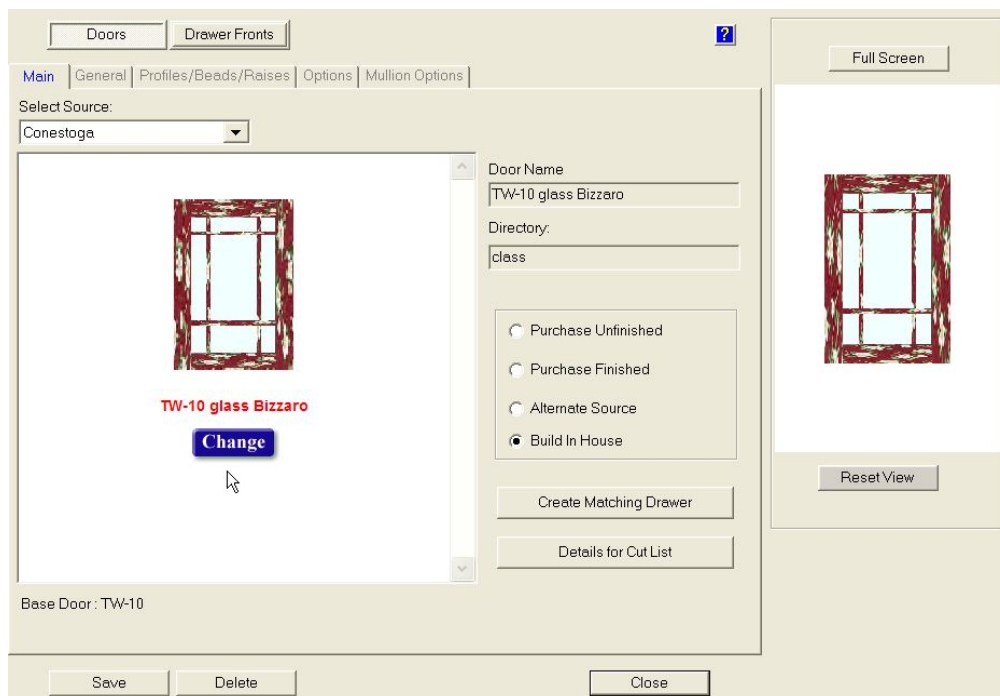 Doors
Drawer Fronts
?
Full Screen
Main
General
Profiles/Beads/Raises
Options
Mullion Options
Select Source:
Conestoga
Door Name
TW-10 glass Bizzaro
Directory:
class
TW-10 glass Bizzaro
Change
Purchase Unfinished
Purchase Finished
Alternate Source
Build In House
Reset View
Create Matching Drawer
Details for Cut List
Base Door : TW-10
Save
Delete
Close